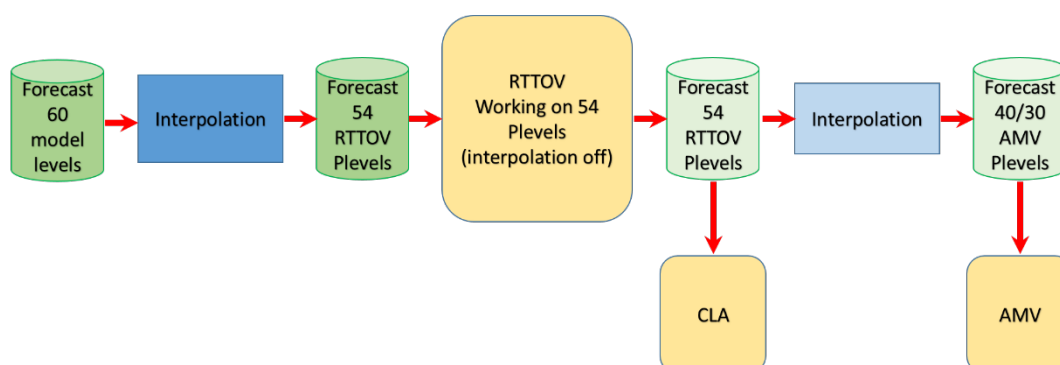 Forecast
60
model
levels
Interpolation
Forecast
54
RTTOV
Plevels
RTTOV
Working on 54
Plevels
(interpolation off)
Forecast
54
RTTOV
Plevels
Interpolation
Forecast
40/30
AMV
Plevels
CLA
AMV